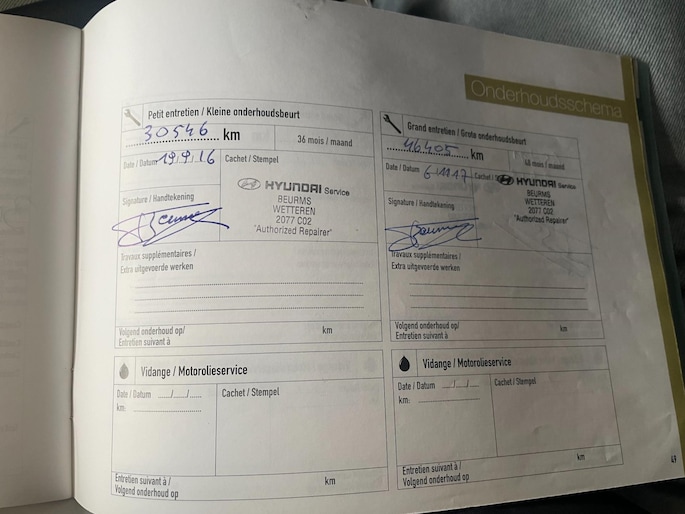 Onderhoudsschema
Petit entretien / Kleine onderhoudsbeurt
30546 km
36 mois / maand
Date / Datum 19/9/16
Cachet / Stempel
HYUNDAI Service
BEURMS
WETTEREN
2077 C02
"Authorized Repairer"
Signature / Handtekening
Travaux supplémentaires /
Extra uitgevoerde werken
Volgend onderhoud op/
Entretien suivant à
km
Grand entretien / Grote onderhoudsbeurt
46405 km
48 mois / maand
Date / Datum 6/11/17
HYUNDAI Service
BEURMS
WETTEREN
2077 C02
"Authorized Repairer"
Signature / Handtekening
Travaux supplémentaires /
Extra uitgevoerde werken
Volgend onderhoud op/
Entretien suivant à
km
Vidange / Motorolieservice
Date / Datum ..../..../....
km:
Cachet / Stempel
Entretien suivant à /
Volgend onderhoud op
km
Vidange / Motorolieservice
Date / Datum ..../..../....
km:
Cachet / Stempel
Entretien suivant à /
Volgend onderhoud op
km
49